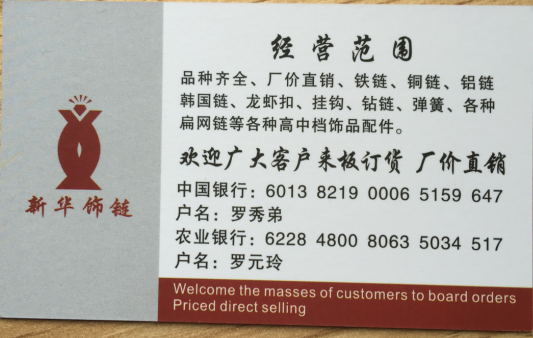 新华饰链
经营范围
品种齐全、厂价直销、铁链、铜链、铝链
韩国链、龙虾扣、挂钩、钻链、弹簧、各种
扁网链等各种高中档饰品配件。
欢迎广大客户来板订货 厂价直销
中国银行：6013 8219 0006 5159 647
户名：罗秀弟
农业银行：6228 4800 8063 5034 517
户名：罗元玲
Welcome the masses of customers to board orders
Priced direct selling